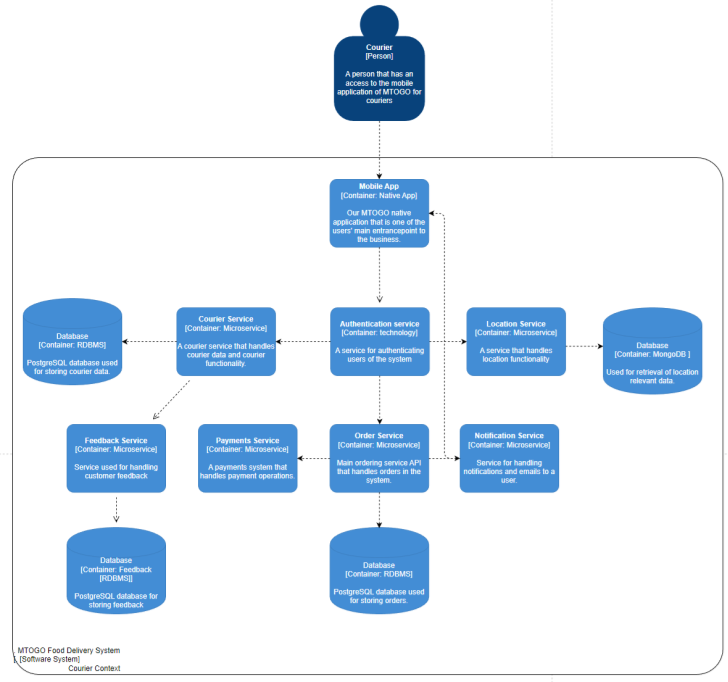 Courier
[Person]
A person that has an
access to the mobile
application of MTOGO for
couriers
Mobile App
[Container: Native App]
Our MTOGO native
application that is one of the
users' main entrancepoint to
the business.
Database
[Container: RDBMS]
PostgreSQL database used
for storing courier data.
Courier Service
[Container: Microservice]
A courier service that handles
courier data and courier
functionality.
Authentication service
[Container: technology]
A service for authenticating
users of the system
Location Service
[Container: Microservice]
A service that handles
location functionality
Database
[Container: MongoDB ]
Used for retrieval of location
relevant data.
Feedback Service
[Container: Microservice]
Service used for handling
customer feedback
Payments Service
[Container: Microservice]
A payments system that
handles payment operations.
Order Service
[Container: Microservice]
Main ordering service API
that handles orders in the
system.
Notification Service
[Container: Microservice]
Service for handling
notifications and emails to a
user.
Database
[Container: Feedback
[RDBMS]]
PostgreSQL database for
storing feedback
Database
[Container: RDBMS]
PostgreSQL database used
for storing orders.
MTOGO Food Delivery System
[Software System]
Courier Context